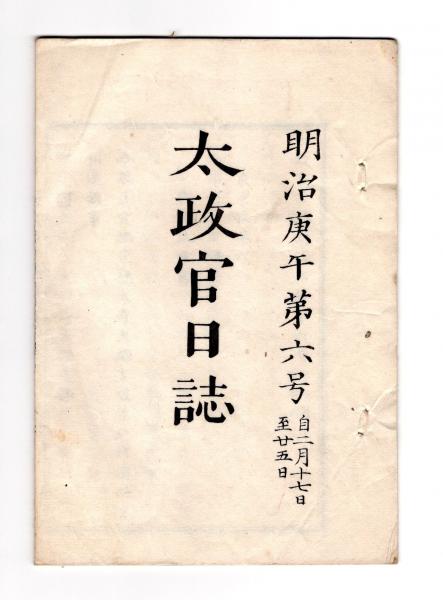 明治庚午第六号
自二月十七日
至廿五日
太政官日誌